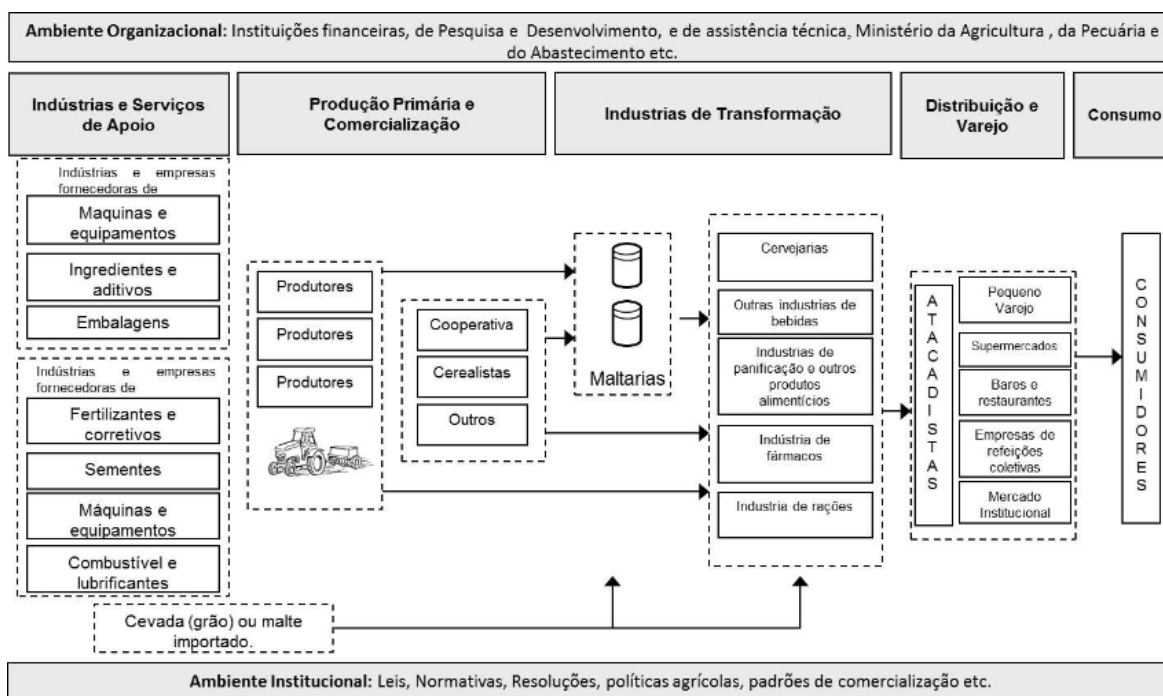 Ambiente Organizacional: Instituições financeiras, de Pesquisa e Desenvolvimento, e de assistência técnica, Ministério da Agricultura , da Pecuária e
do Abastecimento etc.
Indústrias e Serviços
de Apoio
Produção Primária e
Comercialização
Industrias de Transformação
Distribuição e
Varejo
Consumo
Indústrias e empresas
fornecedoras de
Maquinas e
equipamentos
Ingredientes e
aditivos
Embalagens
Indústrias e empresas
fornecedoras de
Fertilizantes e
corretivos
Sementes
Máquinas e
equipamentos
Combustível e
lubrificantes
Cevada (grão) ou malte
importado.
Produtores
Produtores
Produtores
Cooperativa
Cerealistas
Outros
Maltarias
Cervejarias
Outras industrias de
bebidas
Industrias de
panificação e outros
produtos
alimentícios
Indústria de
fármacos
Industria de rações
ATACADISTAS
Pequeno
Varejo
Supermercados
Bares e
restaurantes
Empresas de
refeições
coletivas
Mercado
Institucional
CONSUMIDORES
Ambiente Institucional: Leis, Normativas, Resoluções, políticas agrícolas, padrões de comercialização etc.